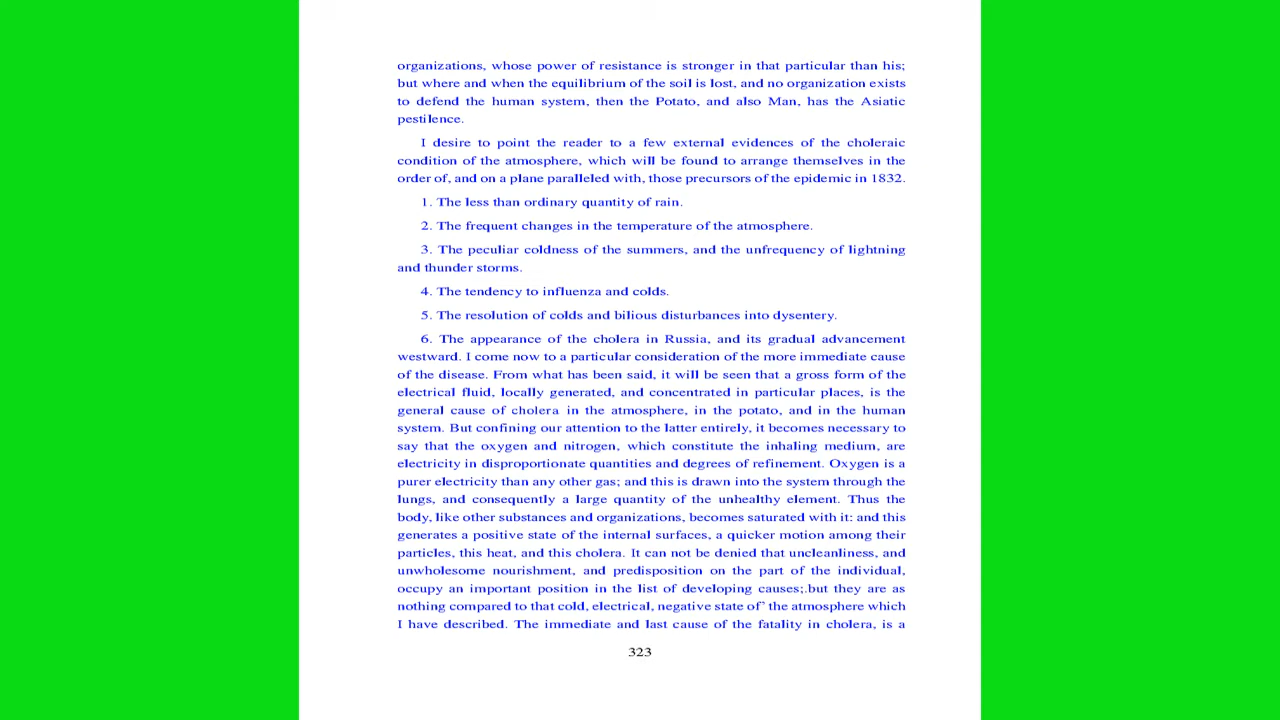 organizations, whose power of resistance is stronger in that particular than his;
but where and when the equilibrium of the soil is lost, and no organization exists
to defend the human system, then the Potato, and also Man, has the Asiatic
pestilence.
I desire to point the reader to a few external evidences of the choleraic
condition of the atmosphere, which will be found to arrange themselves in the
order of, and on a plane paralleled with, those precursors of the epidemic in 1832.
1. The less than ordinary quantity of rain.
2. The frequent changes in the temperature of the atmosphere.
3. The peculiar coldness of the summers, and the unfrequency of lightning
and thunder storms.
4. The tendency to influenza and colds.
5. The resolution of colds and bilious disturbances into dysentery.
6. The appearance of the cholera in Russia, and its gradual advancement
westward. I come now to a particular consideration of the more immediate cause
of the disease. From what has been said, it will be seen that a gross form of the
electrical fluid, locally generated, and concentrated in particular places, is the
general cause of cholera in the atmosphere, in the potato, and in the human
system. But confining our attention to the latter entirely, it becomes necessary to
say that the oxygen and nitrogen, which constitute the inhaling medium, are
electricity in disproportionate quantities and degrees of refinement. Oxygen is a
purer electricity than any other gas; and this is drawn into the system through the
lungs, and consequently a large quantity of the unhealthy element. Thus the
body, like other substances and organizations, becomes saturated with it: and this
generates a positive state of the internal surfaces, a quicker motion among their
particles, this heat, and this cholera. It can not be denied that uncleanliness, and
unwholesome nourishment, and predisposition on the part of the individual,
occupy an important position in the list of developing causes;.but they are as
nothing compared to that cold, electrical, negative state of’ the atmosphere which
I have described. The immediate and last cause of the fatality in cholera, is a
323